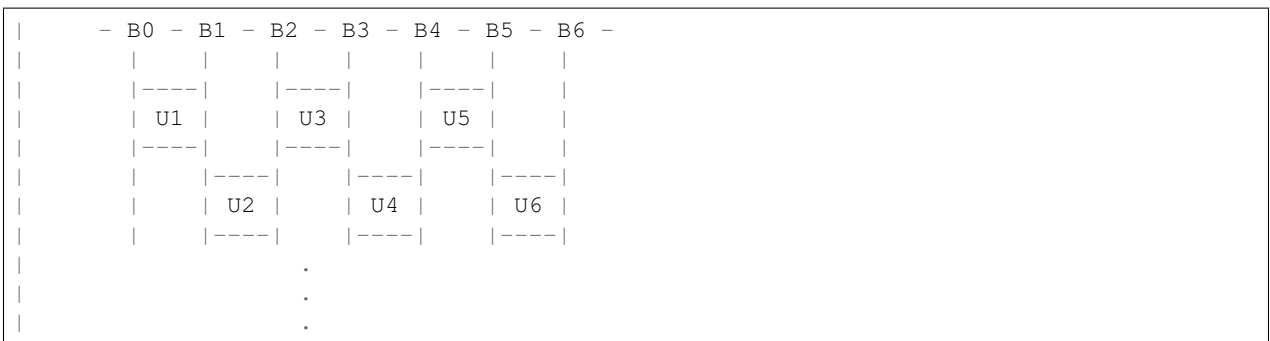 |      - B0 - B1 - B2 - B3 - B4 - B5 - B6 -
|        |    |    |    |    |    |    |
|        |----|    |----|    |----|    |
|        | U1 |    | U3 |    | U5 |    |
|        |----|    |----|    |----|    |
|        |    |----|    |----|    |----|
|        |    | U2 |    | U4 |    | U6 |
|        |    |----|    |----|    |----|
|                    .
|                    .
|                    .